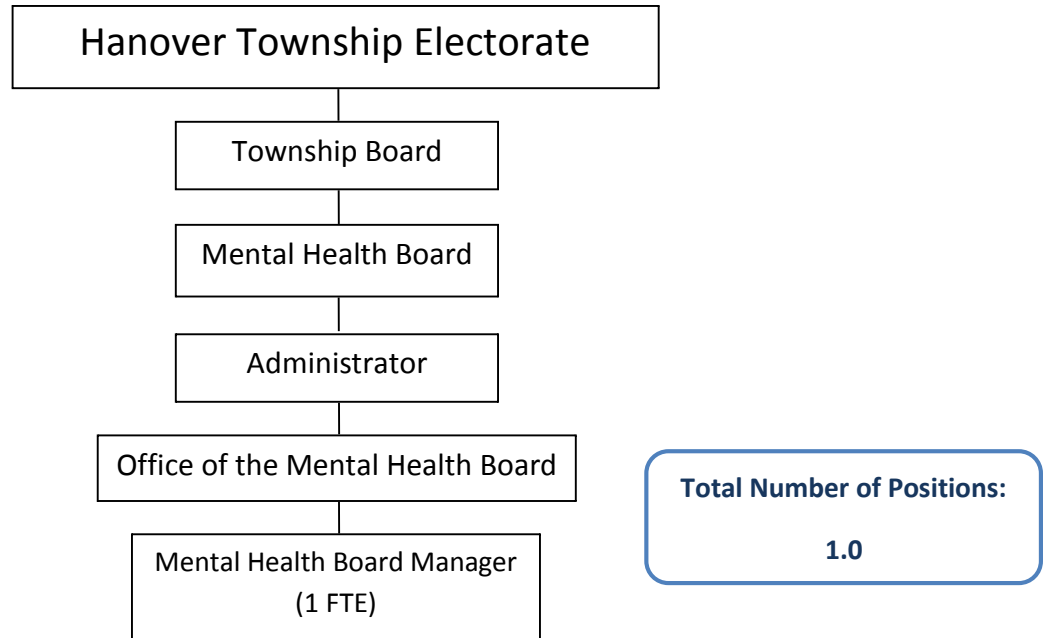 Hanover Township Electorate
Township Board
Mental Health Board
Administrator
Office of the Mental Health Board
Mental Health Board Manager
(1 FTE)
Total Number of Positions:
1.0